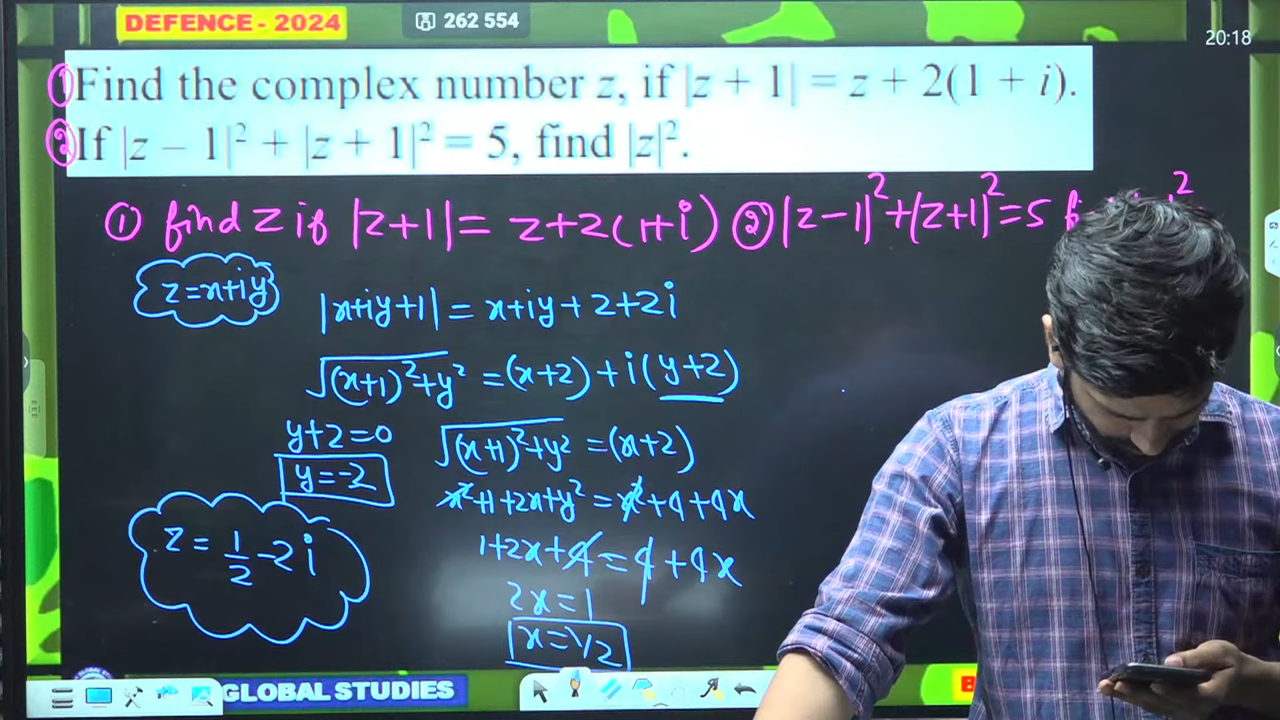 DEFENCE - 2024
262 554
20:18
① Find the complex number z, if |z + 1| = z + 2(1 + i).
② If |z – 1|² + |z + 1|² = 5, find |z|².
① find z if |z+1| = z+2(1+i) ② |z-1|²+|z+1|²=5
z=x+iy
|x+iy+1| = x+iy+2+2i
√(x+1)²+y² = (x+2)+i(y+2)
y+2=0
√(x+1)²+y² = (x+2)
y=-2
x²+1+2x+y² = x²+4+4x
z = 1/2 -2i
1+2x+4 = 4+4x
2x=1
x=1/2
GLOBAL STUDIES
B